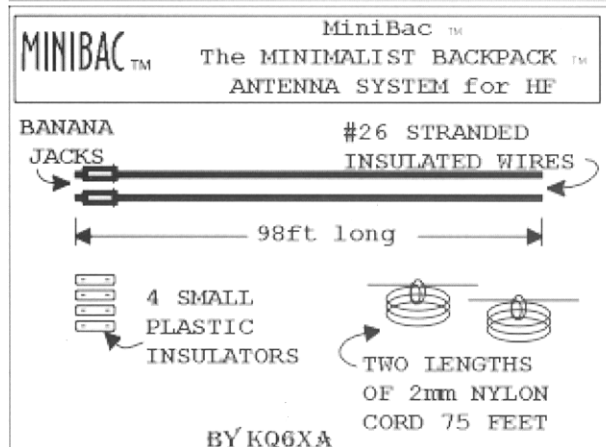 MINIBAC TM
MiniBac TM
The MINIMALIST BACKPACK TM
ANTENNA SYSTEM for HF
BANANA
JACKS
#26 STRANDED
INSULATED WIRES
98ft long
4 SMALL
PLASTIC
INSULATORS
TWO LENGTHS
OF 2mm NYLON
CORD 75 FEET
BY KQ6XA